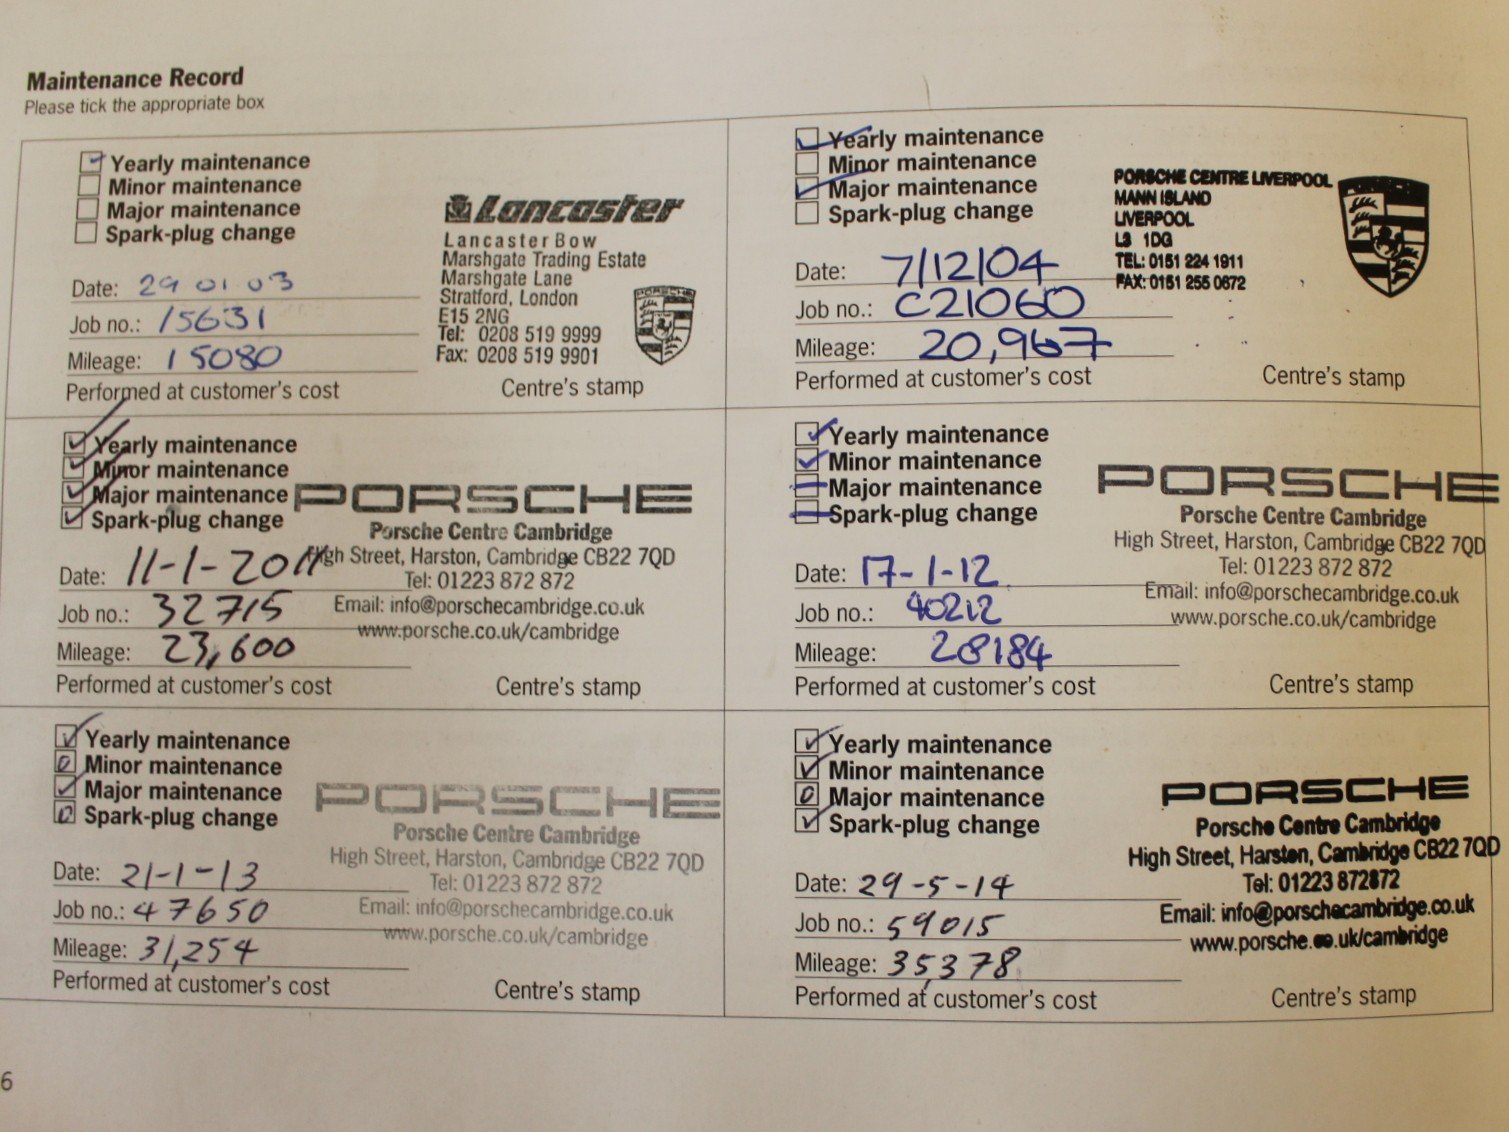 Maintenance Record
Please tick the appropriate box
Yearly maintenance
Minor maintenance
Major maintenance
Spark-plug change
Date: 29 01 03
Job no.: 15631
Mileage: 15080
Performed at customer's cost
Lancaster
Lancaster Bow
Marshgate Trading Estate
Marshgate Lane
Stratford, London
E15 2NG
Tel: 0208 519 9999
Fax: 0208 519 9901
PORSCHE
Centre's stamp
Yearly maintenance
Minor maintenance
Major maintenance
Spark-plug change
Date: 7/12/04
Job no.: C21060
Mileage: 20,967
Performed at customer's cost
PORSCHE CENTRE LIVERPOOL
MANN ISLAND
LIVERPOOL
L3 1DG
TEL: 0151 224 1911
FAX: 0151 255 0672
Centre's stamp
Yearly maintenance
Minor maintenance
Major maintenance
Spark-plug change
Date: 11-1-2011
Job no.: 32715
Mileage: 23,600
Performed at customer's cost
PORSCHE
Porsche Centre Cambridge
High Street, Harston, Cambridge CB22 7QD
Tel: 01223 872 872
Email: info@porschecambridge.co.uk
www.porsche.co.uk/cambridge
Centre's stamp
Yearly maintenance
Minor maintenance
Major maintenance
Spark-plug change
Date: 17-1-12
Job no.: 40212
Mileage: 28184
Performed at customer's cost
PORSCHE
Porsche Centre Cambridge
High Street, Harston, Cambridge CB22 7QD
Tel: 01223 872 872
Email: info@porschecambridge.co.uk
www.porsche.co.uk/cambridge
Centre's stamp
Yearly maintenance
Minor maintenance
Major maintenance
Spark-plug change
Date: 21-1-13
Job no.: 47650
Mileage: 31,254
Performed at customer's cost
PORSCHE
Porsche Centre Cambridge
High Street, Harston, Cambridge CB22 7QD
Tel: 01223 872 872
Email: info@porschecambridge.co.uk
www.porsche.co.uk/cambridge
Centre's stamp
Yearly maintenance
Minor maintenance
Major maintenance
Spark-plug change
Date: 29-5-14
Job no.: 59015
Mileage: 35,378
Performed at customer's cost
PORSCHE
Porsche Centre Cambridge
High Street, Harston, Cambridge CB22 7QD
Tel: 01223 872872
Email: info@porschecambridge.co.uk
www.porsche.co.uk/cambridge
Centre's stamp
6